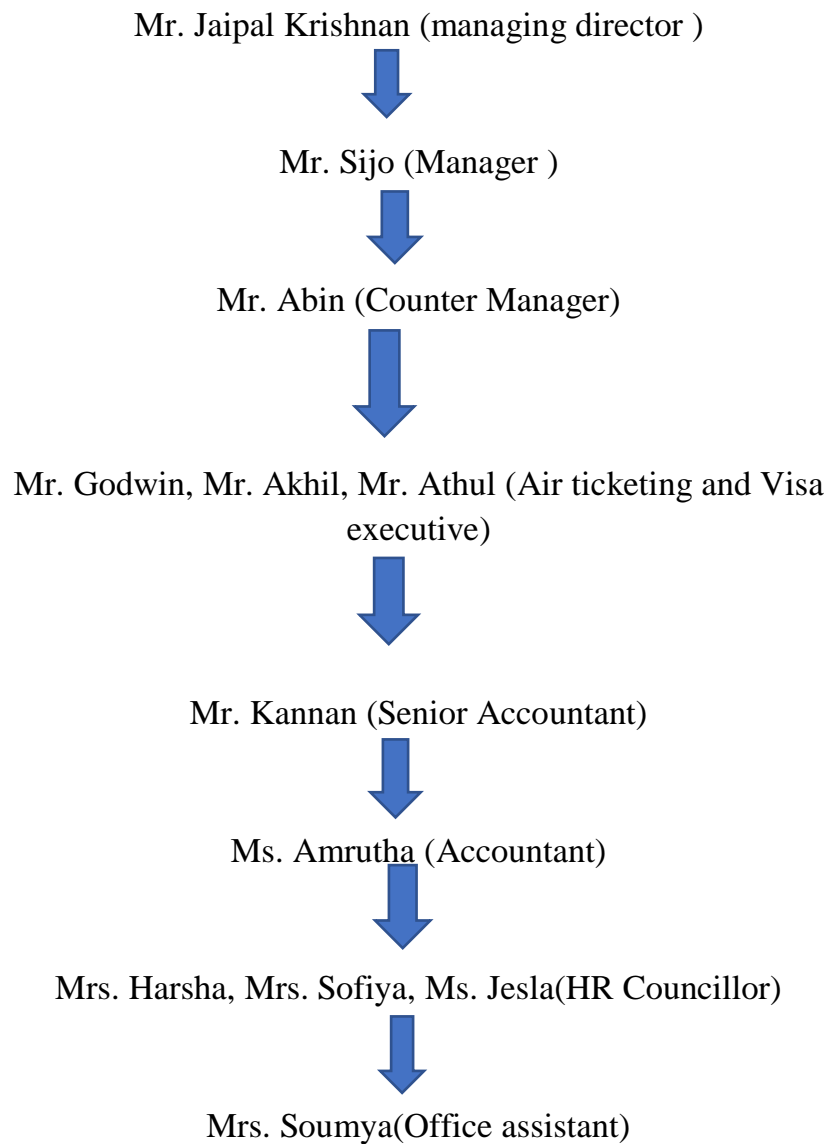 Mr. Jaipal Krishnan (managing director )
Mr. Sijo (Manager )
Mr. Abin (Counter Manager)
Mr. Godwin, Mr. Akhil, Mr. Athul (Air ticketing and Visa
executive)
Mr. Kannan (Senior Accountant)
Ms. Amrutha (Accountant)
Mrs. Harsha, Mrs. Sofiya, Ms. Jesla(HR Councillor)
Mrs. Soumya(Office assistant)